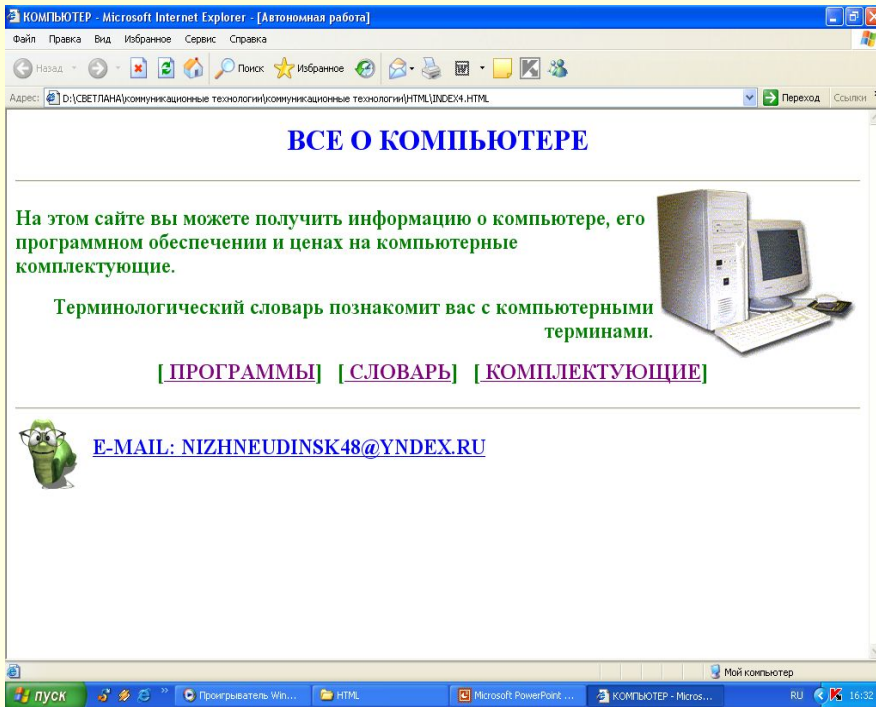 КОМПЬЮТЕР - Microsoft Internet Explorer - [Автономная работа]
Файл Правка Вид Избранное Сервис Справка
Назад Поиск Избранное
Адрес: D:\СВЕТЛАНА\коммуникационные технологии\коммуникационные технологии\HTML\INDEX4.HTML Переход Ссылки
ВСЕ О КОМПЬЮТЕРЕ
На этом сайте вы можете получить информацию о компьютере, его
программном обеспечении и ценах на компьютерные
комплектующие.
Терминологический словарь познакомит вас с компьютерными
терминами.
[ ПРОГРАММЫ] [ СЛОВАРЬ] [ КОМПЛЕКТУЮЩИЕ]
E-MAIL: NIZHNEUDINSK48@YNDEX.RU
Мой компьютер
пуск Проигрыватель Win... HTML Microsoft PowerPoint ... КОМПЬЮТЕР - Micros... RU 16:32